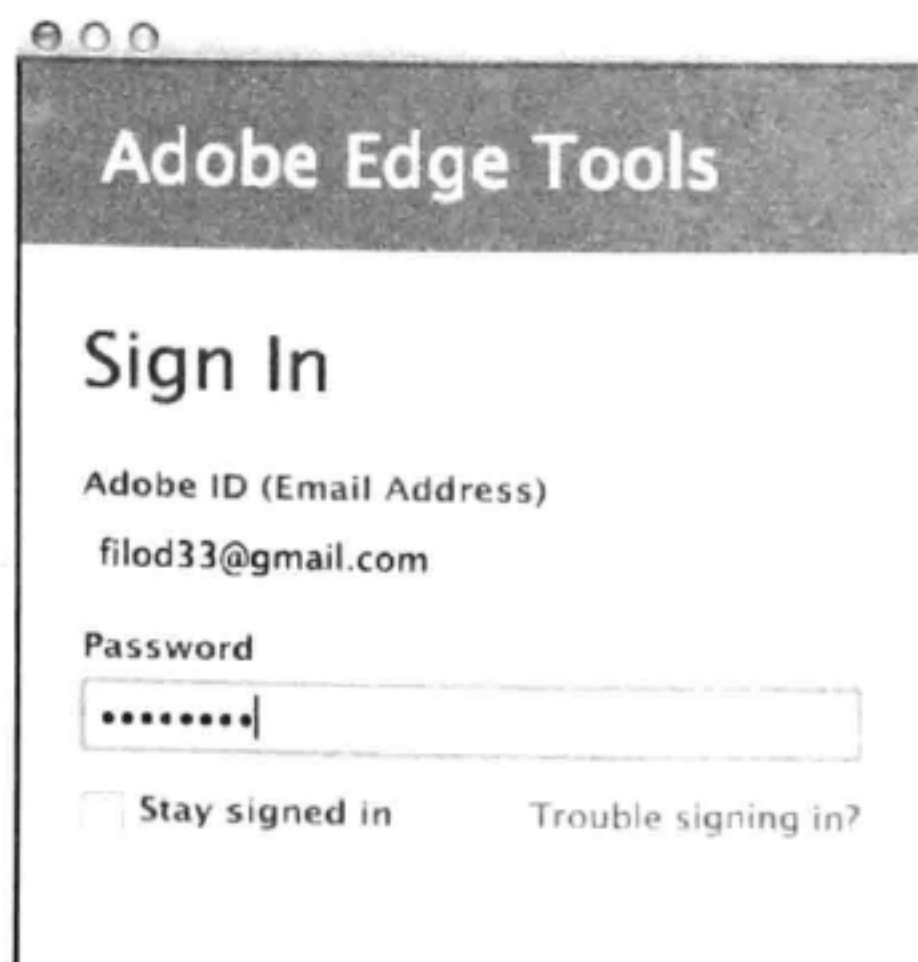 Adobe Edge Tools
Sign In
Adobe ID (Email Address)
filod33@gmail.com
Password
••••••••
Stay signed in
Trouble signing in?